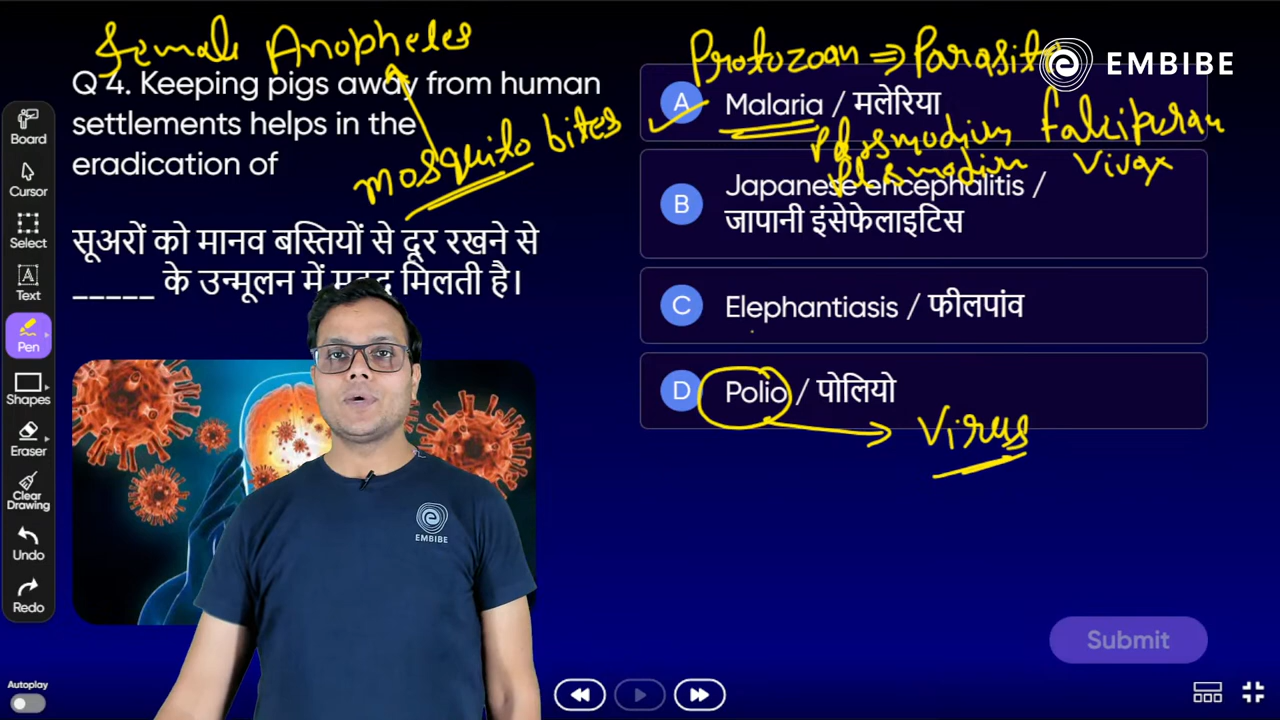 Female Anopheles
Q 4. Keeping pigs away from human
settlements helps in the
eradication of
mosquito bites
सूअरों को मानव बस्तियों से दूर रखने से
_____ के उन्मूलन में मदद मिलती है।
Protozoan ⇒ Parasite
EMBIBE
A Malaria / मलेरिया
Plasmodium falciparum
Plasmodium vivax
B Japanese encephalitis /
जापानी इंसेफेलाइटिस
C Elephantiasis / फीलपांव
D Polio / पोलियो
Virus
Board
Cursor
Select
Text
Pen
Shapes
Eraser
Clear
Drawing
Undo
Redo
Autoplay
EMBIBE
Submit